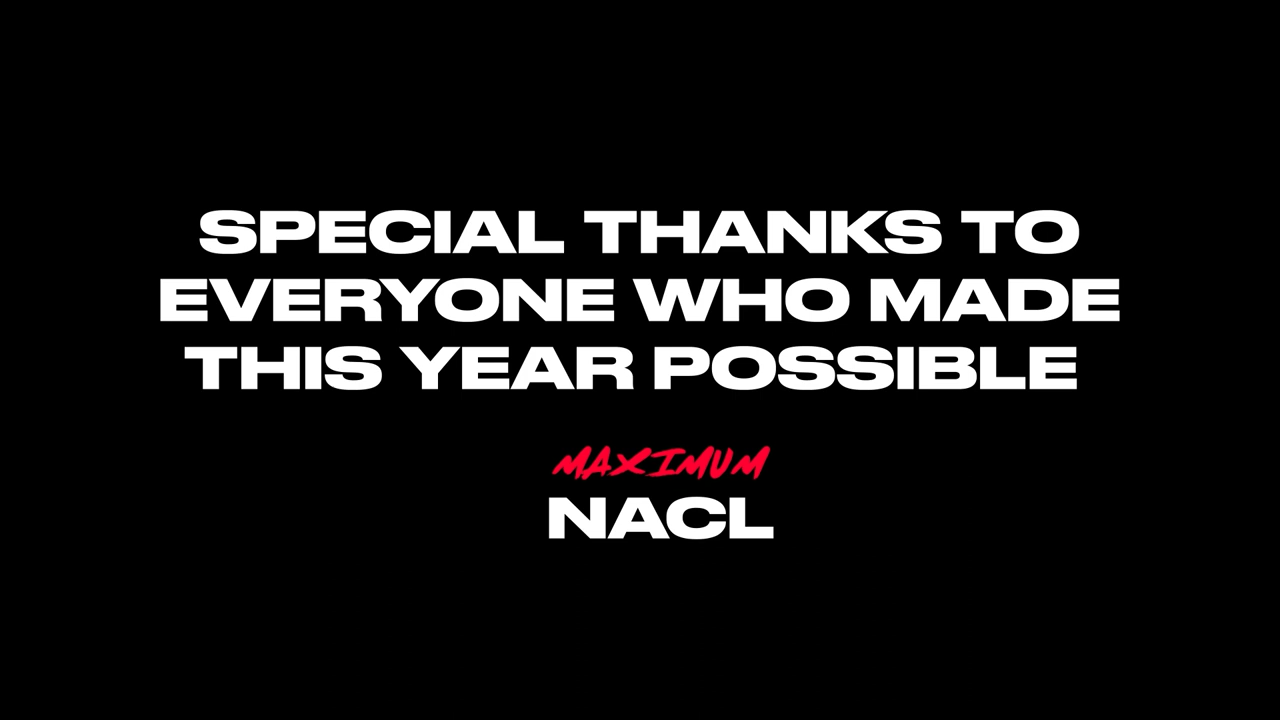 SPECIAL THANKS TO
EVERYONE WHO MADE
THIS YEAR POSSIBLE
MAXIMUM
NACL